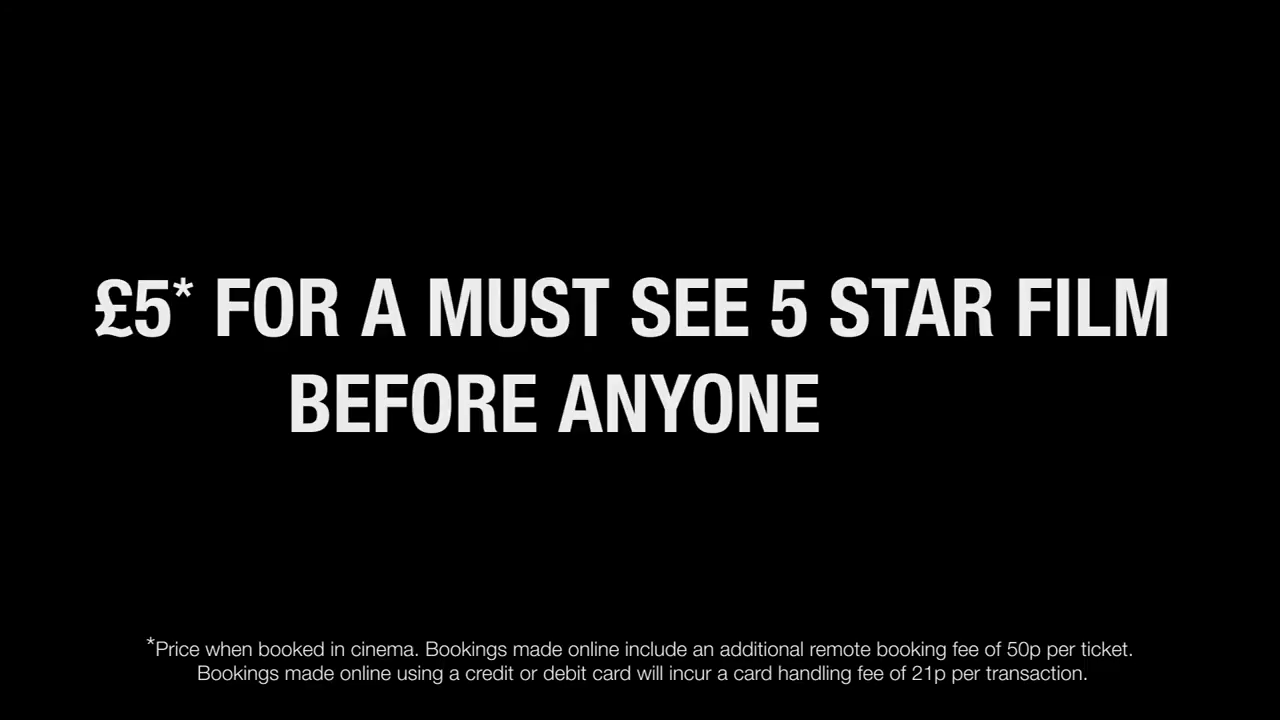 £5* FOR A MUST SEE 5 STAR FILM
BEFORE ANYONE
*Price when booked in cinema. Bookings made online include an additional remote booking fee of 50p per ticket.
Bookings made online using a credit or debit card will incur a card handling fee of 21p per transaction.